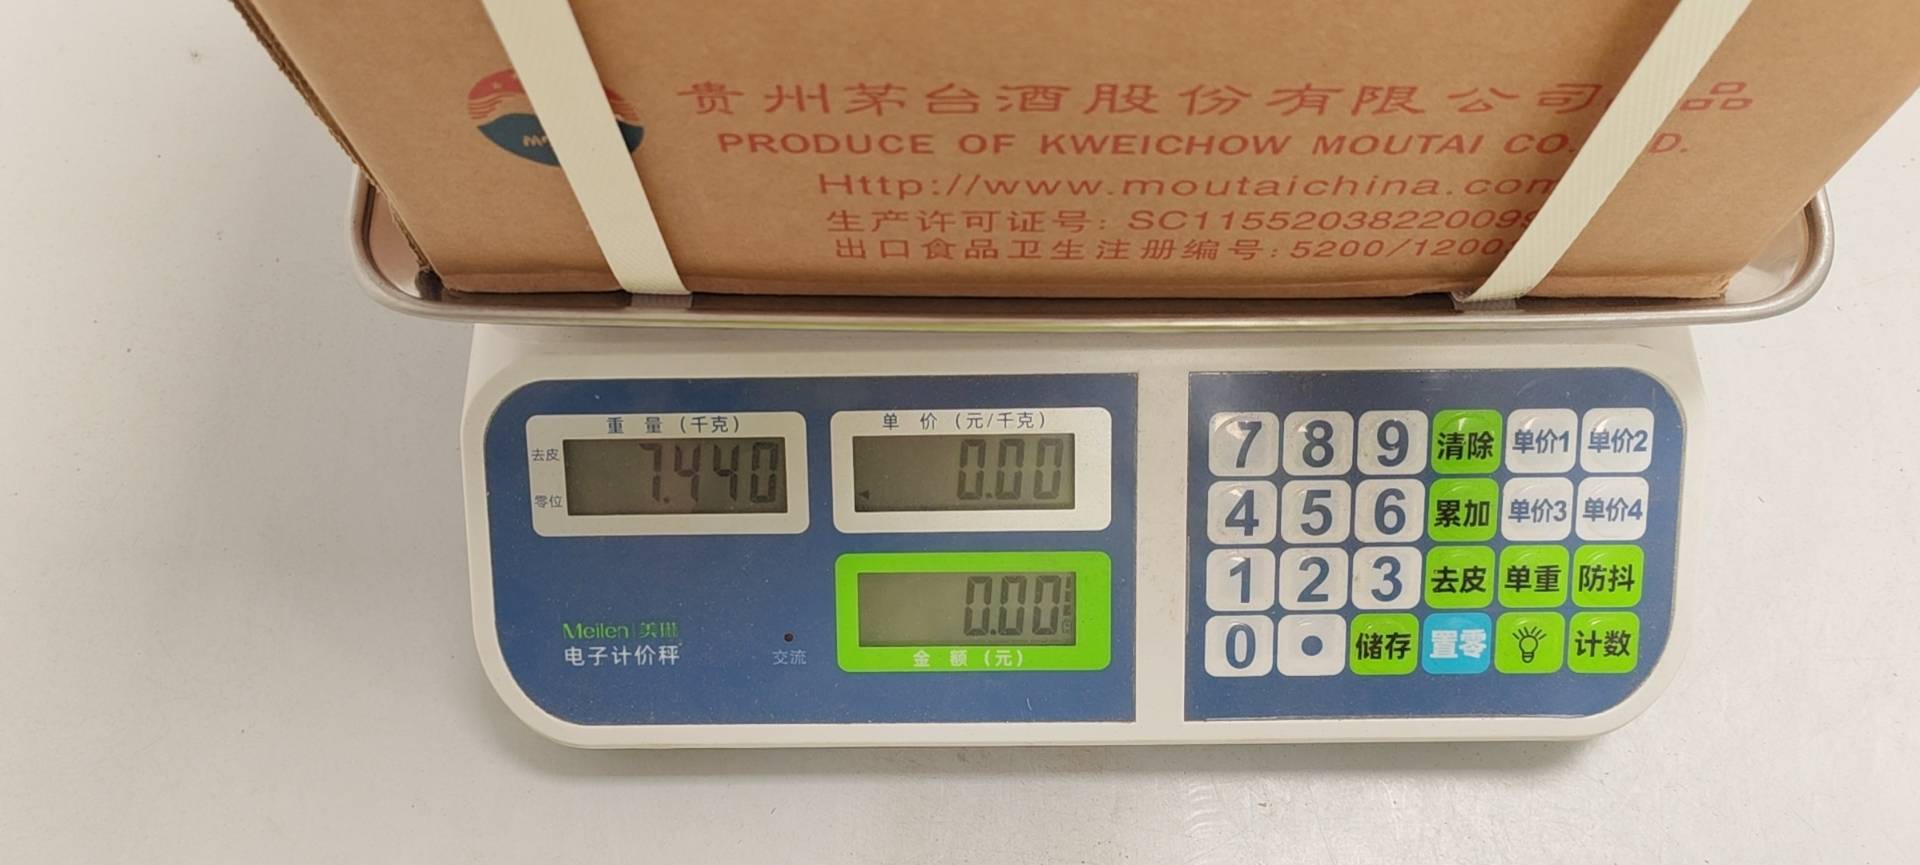 贵州茅台酒股份有限公司 品
PRODUCE OF KWEICHOW MOUTAI CO. D.
Http://www.moutaichina.com
生产许可证号: SC1155203822009
出口食品卫生注册编号: 5200/1200
重量(千克)
单价(元/千克)
去皮
零位
7.440
0.00
0.00
金额(元)
Meilen 美琳
电子计价秤
交流
7 8 9 清除 单价1 单价2
4 5 6 累加 单价3 单价4
1 2 3 去皮 单重 防抖
0 • 储存 置零 计数